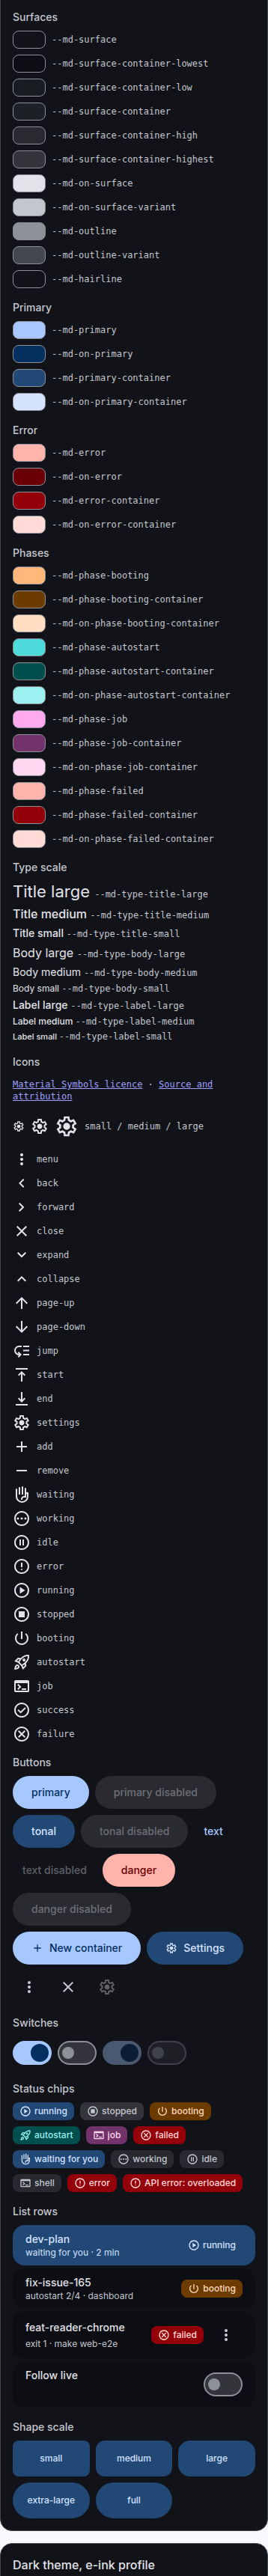 Surfaces
--md-surface
--md-surface-container-lowest
--md-surface-container-low
--md-surface-container
--md-surface-container-high
--md-surface-container-highest
--md-on-surface
--md-on-surface-variant
--md-outline
--md-outline-variant
--md-hairline
Primary
--md-primary
--md-on-primary
--md-primary-container
--md-on-primary-container
Error
--md-error
--md-on-error
--md-error-container
--md-on-error-container
Phases
--md-phase-booting
--md-phase-booting-container
--md-on-phase-booting-container
--md-phase-autostart
--md-phase-autostart-container
--md-on-phase-autostart-container
--md-phase-job
--md-phase-job-container
--md-on-phase-job-container
--md-phase-failed
--md-phase-failed-container
--md-on-phase-failed-container
Type scale
Title large --md-type-title-large
Title medium --md-type-title-medium
Title small --md-type-title-small
Body large --md-type-body-large
Body medium --md-type-body-medium
Body small --md-type-body-small
Label large --md-type-label-large
Label medium --md-type-label-medium
Label small --md-type-label-small
Icons
Material Symbols licence · Source and
attribution
small / medium / large
menu
back
forward
close
expand
collapse
page-up
page-down
jump
start
end
settings
add
remove
waiting
working
idle
error
running
stopped
booting
autostart
job
success
failure
Buttons
primary primary disabled
tonal tonal disabled text
text disabled danger
danger disabled
New container Settings
Switches
Status chips
running stopped booting
autostart job failed
waiting for you working idle
shell error API error: overloaded
List rows
dev-plan
waiting for you · 2 min
running
fix-issue-165
autostart 2/4 · dashboard
booting
feat-reader-chrome
exit 1 · make web-e2e
failed
Follow live
Shape scale
small medium large
extra-large full
Dark theme, e-ink profile